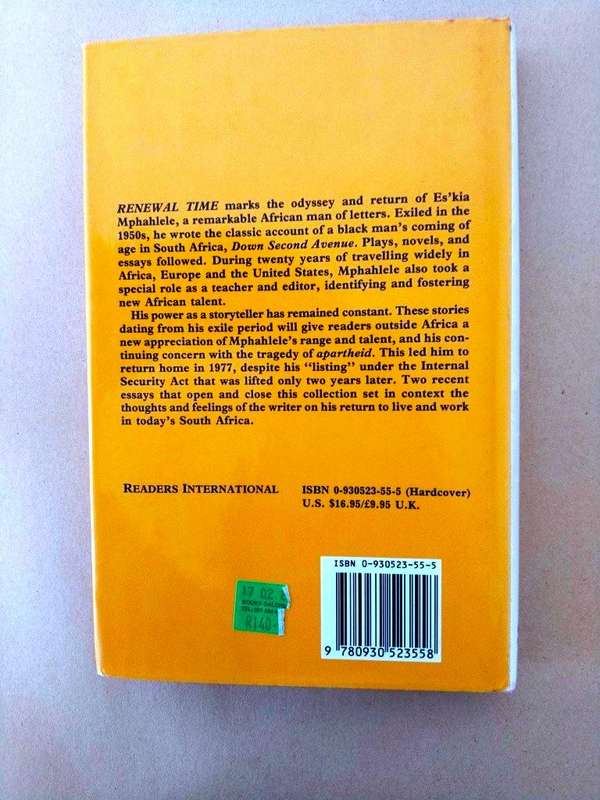 RENEWAL TIME marks the odyssey and return of Es'kia
Mphahlele, a remarkable African man of letters. Exiled in the
1950s, he wrote the classic account of a black man's coming of
age in South Africa, Down Second Avenue. Plays, novels, and
essays followed. During twenty years of travelling widely in
Africa, Europe and the United States, Mphahlele also took a
special role as a teacher and editor, identifying and fostering
new African talent.
His power as a storyteller has remained constant. These stories
dating from his exile period will give readers outside Africa a
new appreciation of Mphahlele's range and talent, and his con-
tinuing concern with the tragedy of apartheid. This led him to
return home in 1977, despite his "listing" under the Internal
Security Act that was lifted only two years later. Two recent
essays that open and close this collection set in context the
thoughts and feelings of the writer on his return to live and work
in today's South Africa.
READERS INTERNATIONAL
ISBN 0-930523-55-5 (Hardcover)
U.S. $16.95/£9.95 U.K.
ISBN 0-930523-55-5
9 780930 523558
17 02
R140-